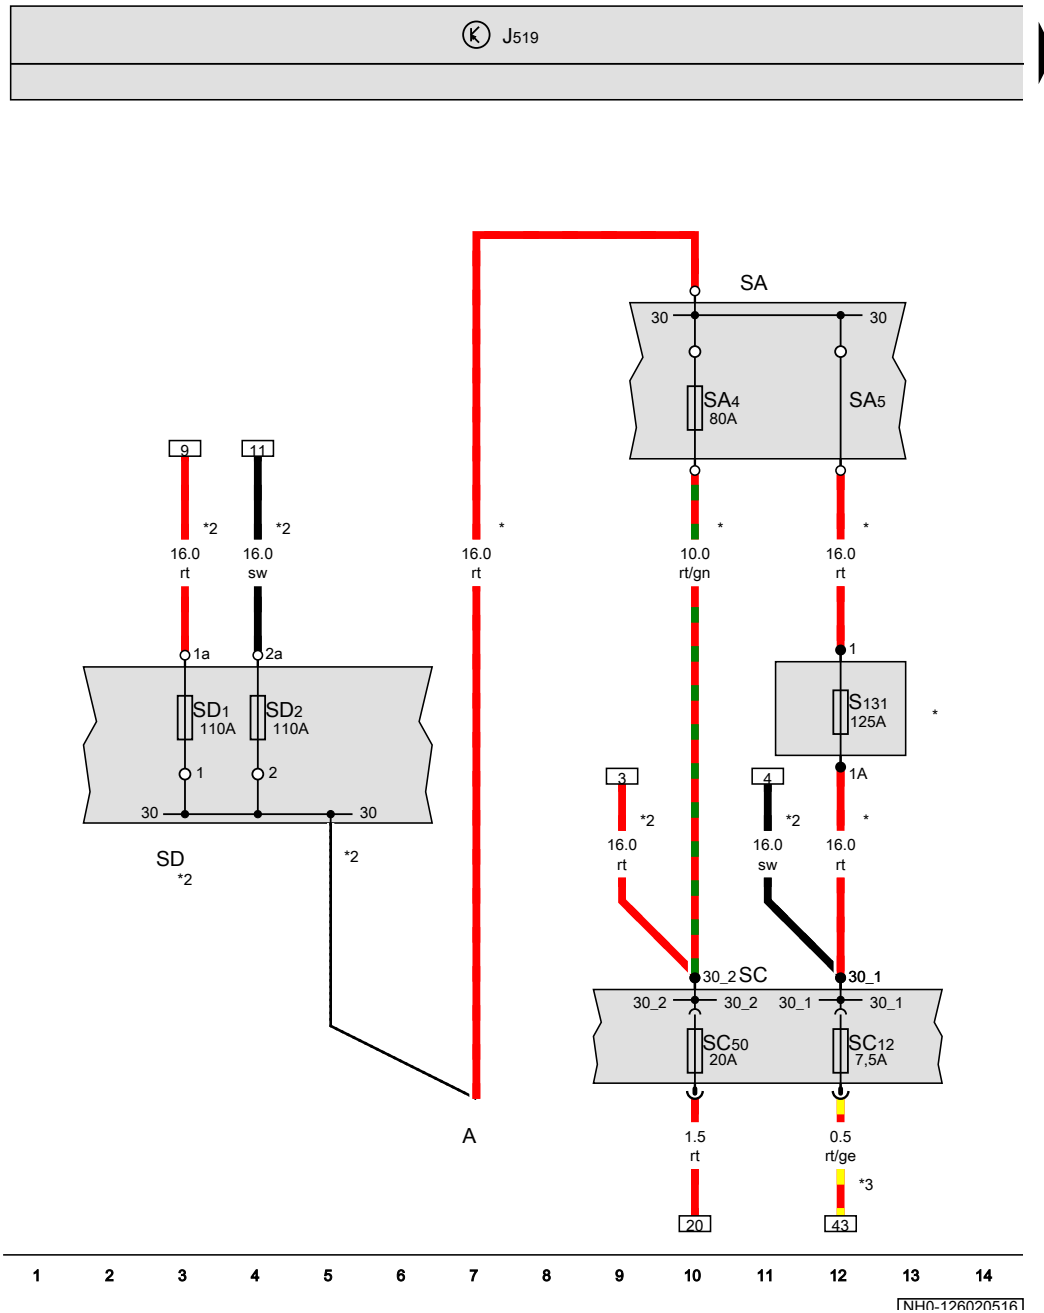 J519
SA
30 30
SA4
80A
SA5
9 11
*2 *2 * * *
16.0 16.0 16.0 10.0 16.0
rt sw rt rt/gn rt
1a 2a 1
SD1 SD2 S131
110A 110A 125A
*
1 2 3 4 1A
30 30 *2 *2 *
16.0 16.0 16.0
SD *2 rt sw rt
*2
30_2 SC 30_1
30_2 30_2 30_1 30_1
SC50 SC12
20A 7,5A
A 1.5 0.5
rt rt/ge
*3
20 43
1 2 3 4 5 6 7 8 9 10 11 12 13 14
NH0-126020516